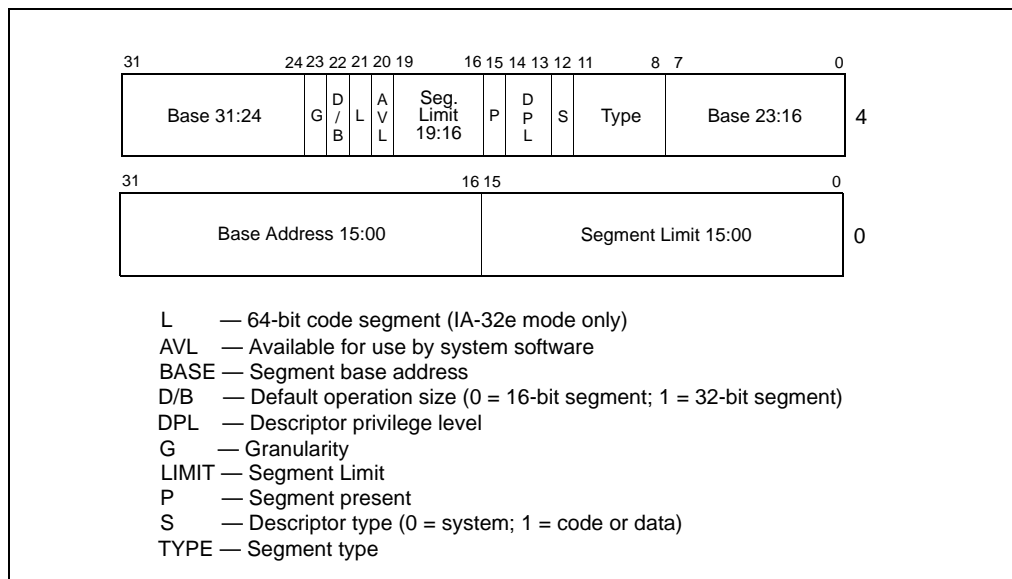 31 24 23 22 21 20 19 16 15 14 13 12 11 8 7 0
Base 31:24 G D/B L AVL Seg. Limit 19:16 P DPL S Type Base 23:16 4
31 16 15 0
Base Address 15:00 Segment Limit 15:00 0
L — 64-bit code segment (IA-32e mode only)
AVL — Available for use by system software
BASE — Segment base address
D/B — Default operation size (0 = 16-bit segment; 1 = 32-bit segment)
DPL — Descriptor privilege level
G — Granularity
LIMIT — Segment Limit
P — Segment present
S — Descriptor type (0 = system; 1 = code or data)
TYPE — Segment type